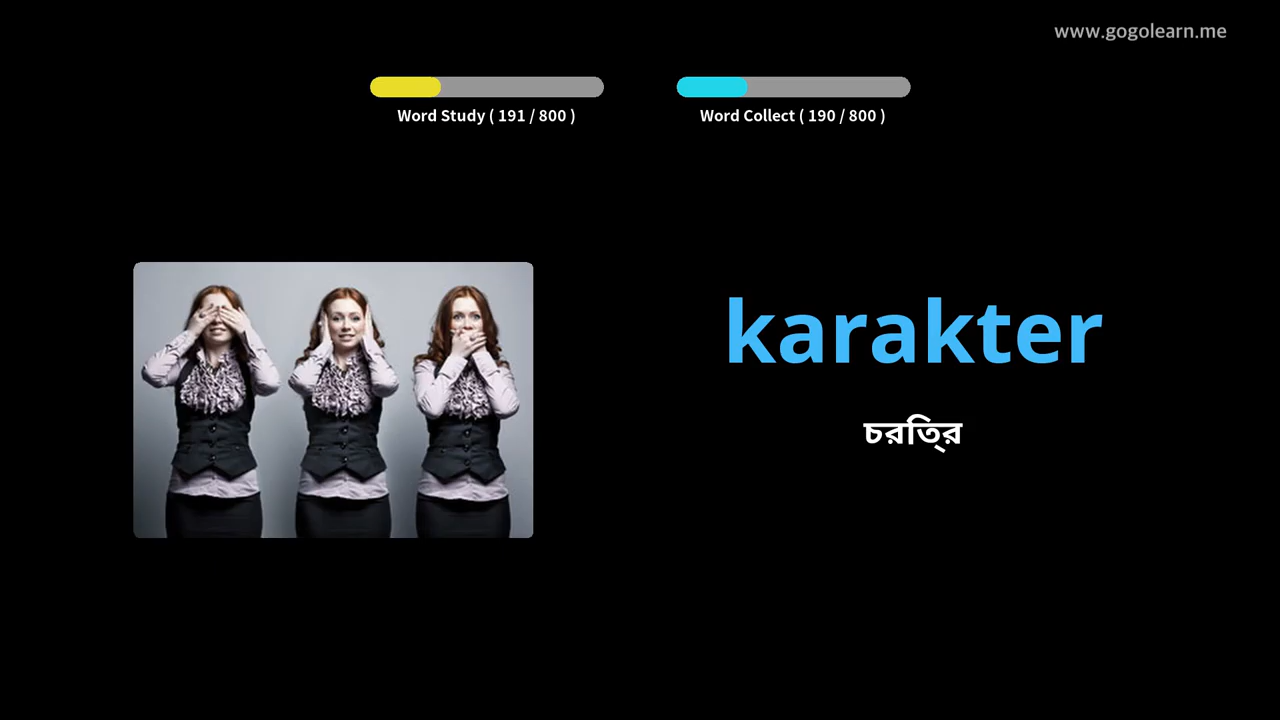 www.gogolearn.me
Word Study ( 191 / 800 )
Word Collect ( 190 / 800 )
karakter
চরিত্র